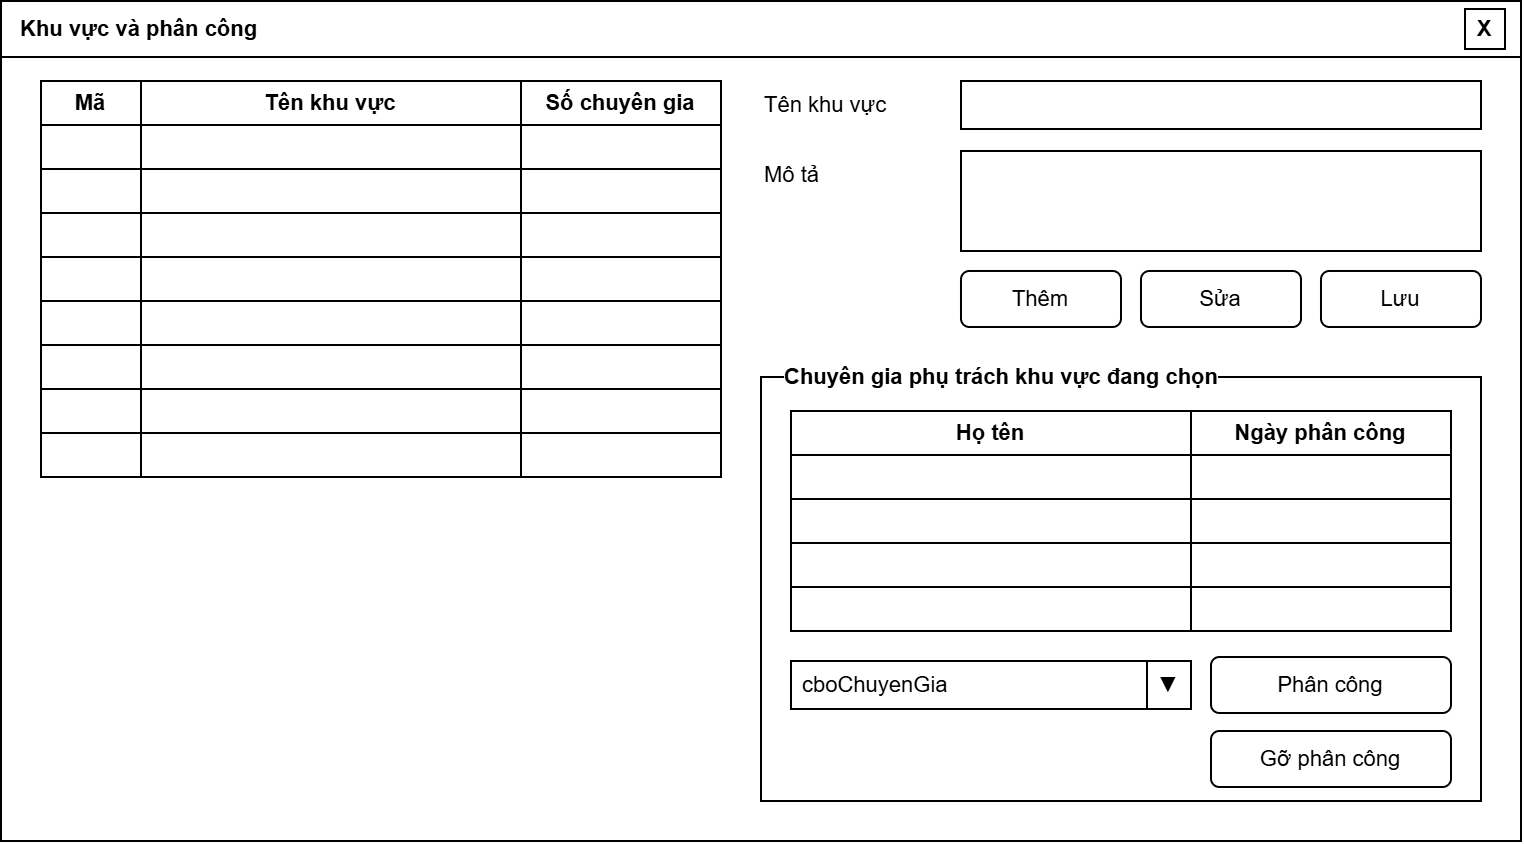 Khu vực và phân công
X
Mã
Tên khu vực
Số chuyên gia
Tên khu vực
Mô tả
Thêm
Sửa
Lưu
Chuyên gia phụ trách khu vực đang chọn
Họ tên
Ngày phân công
cboChuyenGia
▼
Phân công
Gỡ phân công